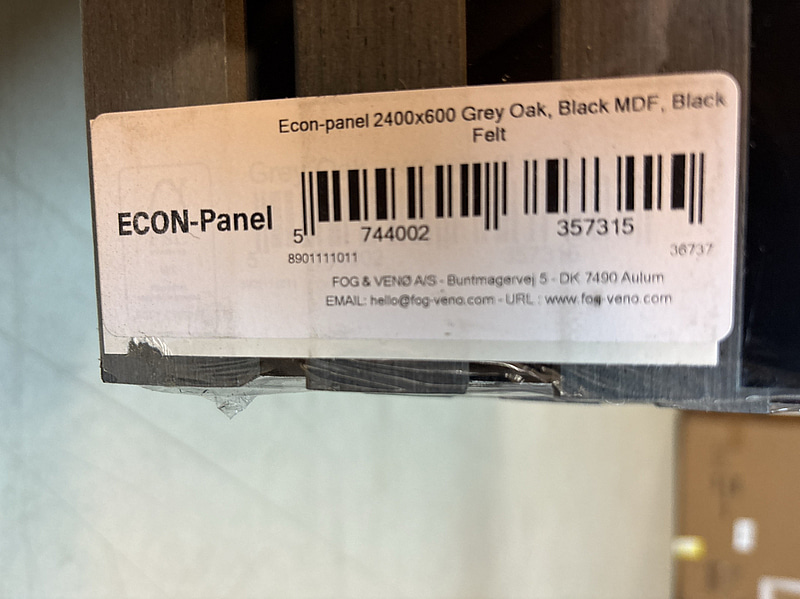 Econ-panel 2400x600 Grey Oak, Black MDF, Black
Felt
ECON-Panel
5 744002 357315
8901111011
36737
FOG & VENØ A/S - Buntmagervej 5 - DK 7490 Aulum
EMAIL: hello@fog-veno.com - URL : www.fog-veno.com